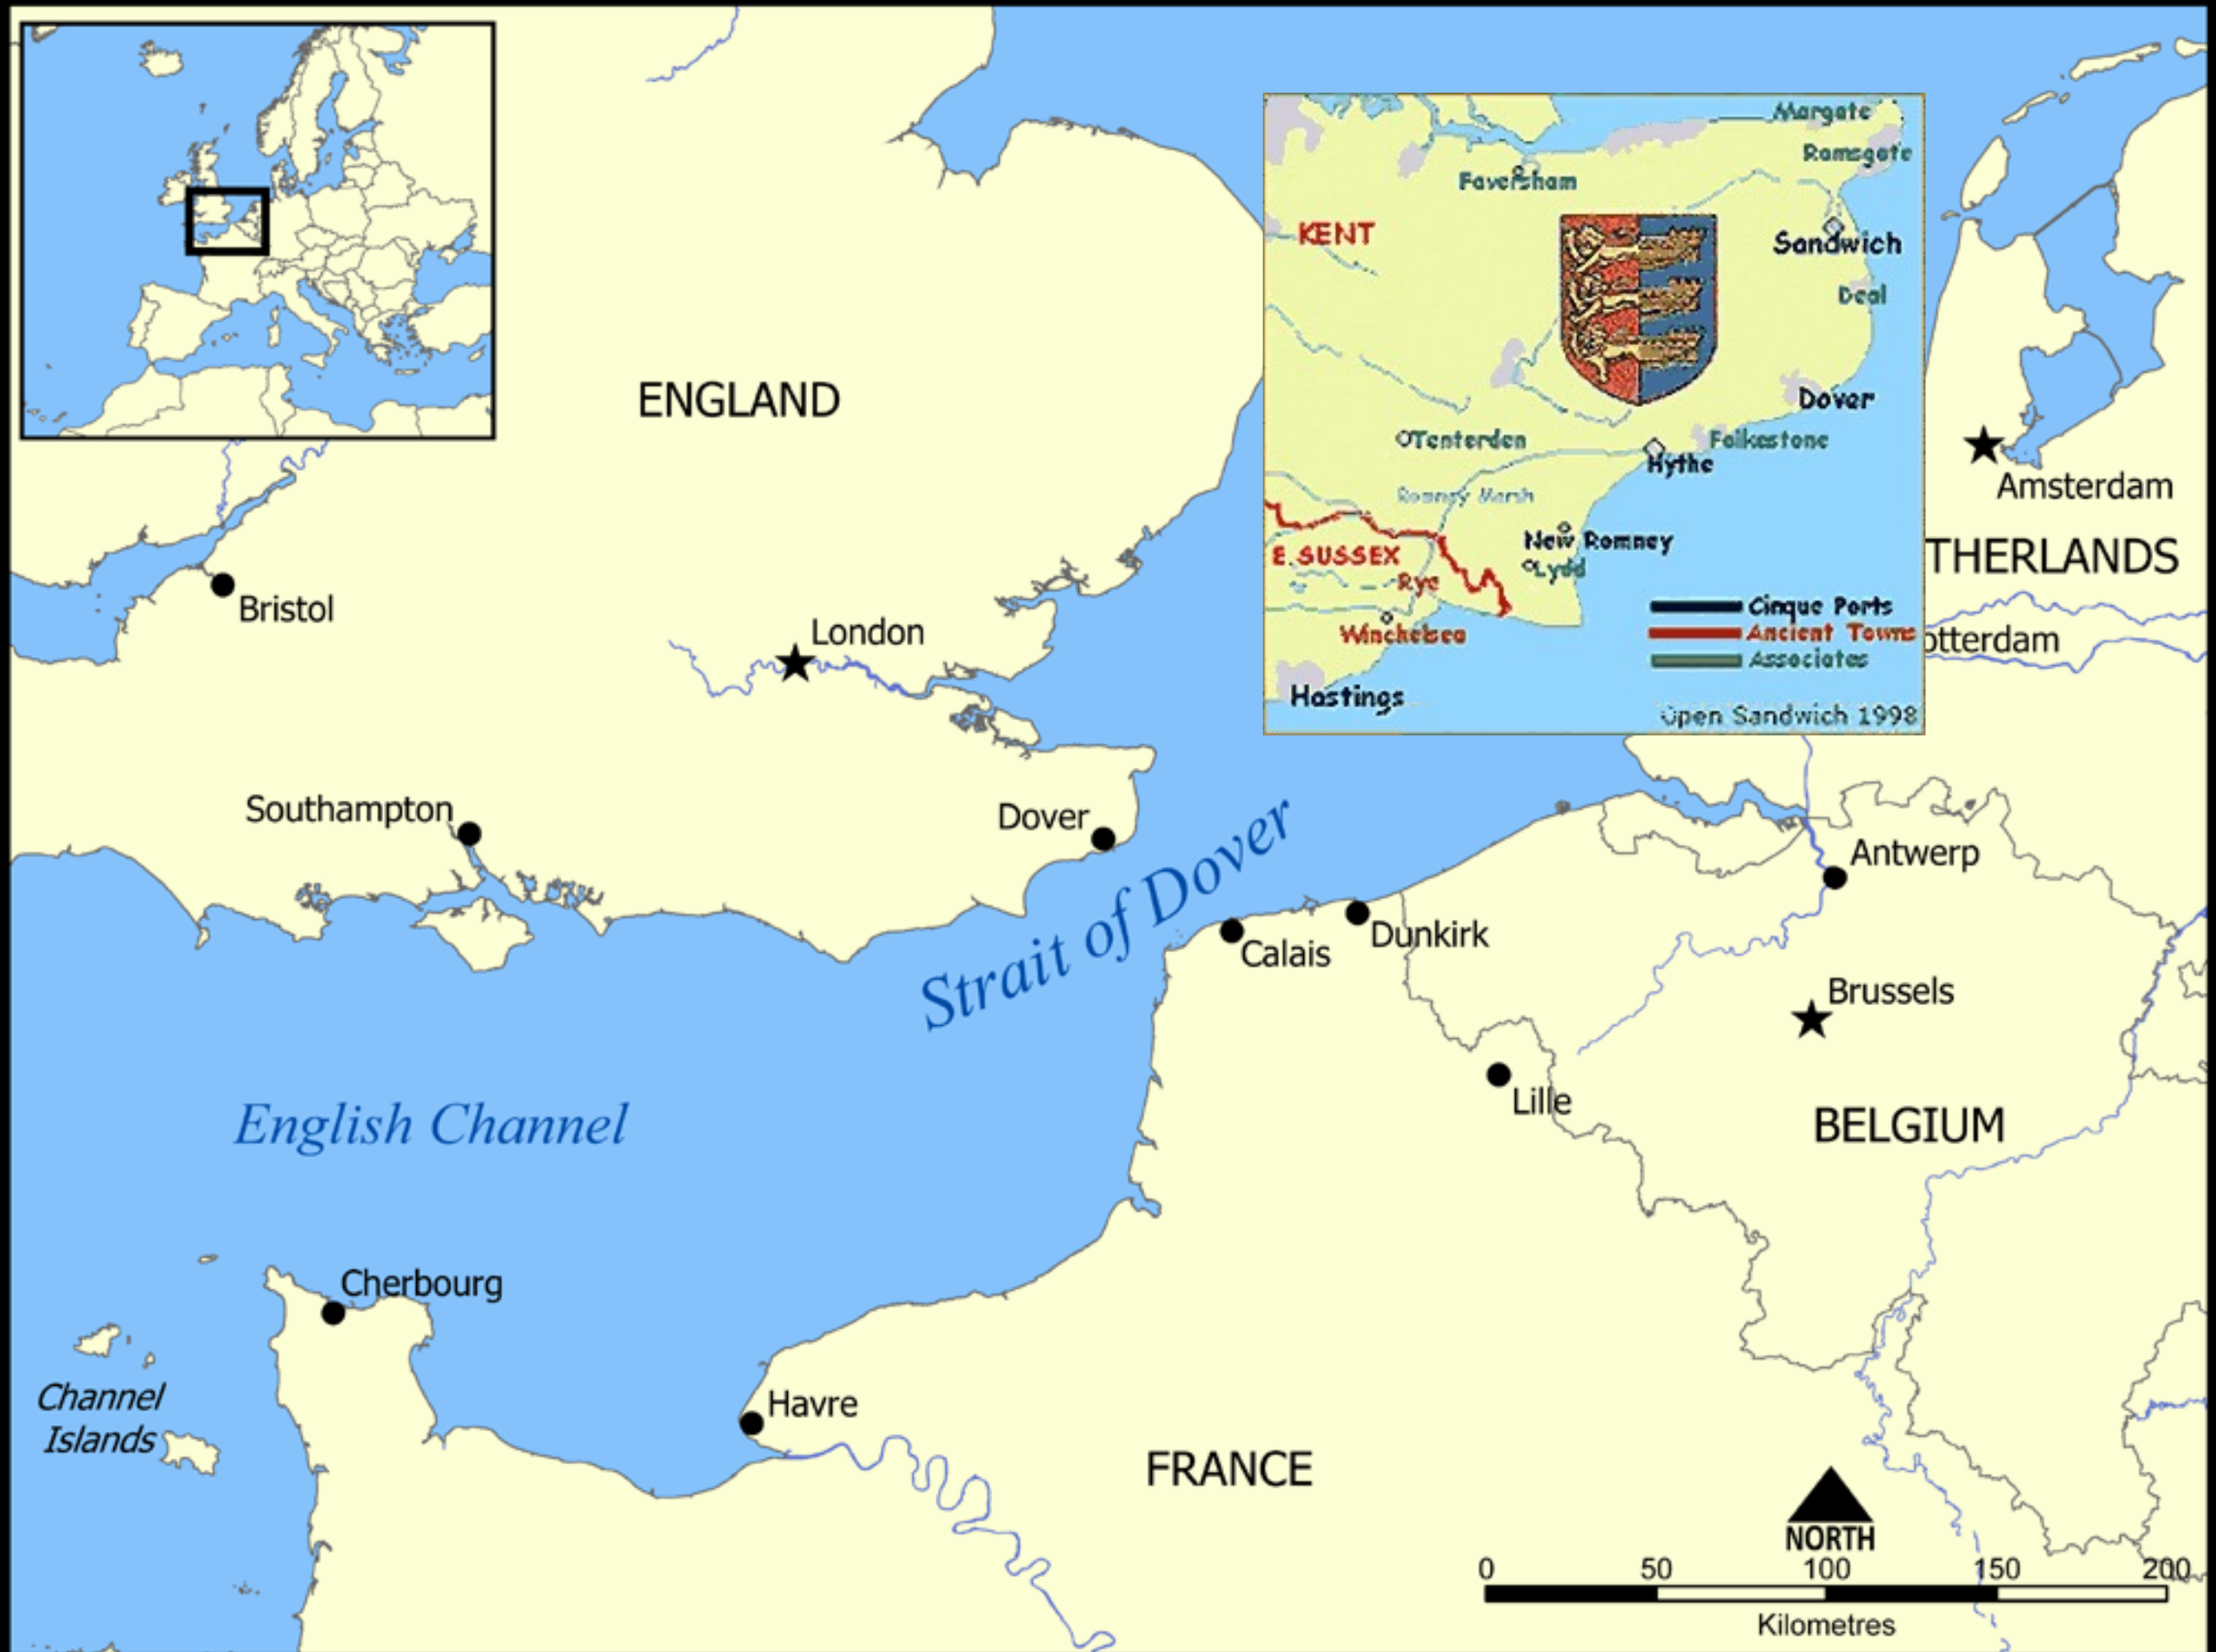 Margate
Ramsgate
Faversham
KENT
Sandwich
Deal
ENGLAND
Dover
Tenterden
Folkestone
Hythe
Amsterdam
Romney Marsh
New Romney
THERLANDS
E. SUSSEX
Lydd
Rye
Bristol
Cinque Ports
London
Winchelsea
Ancient Towns
otterdam
Associates
Hastings
Open Sandwich 1998
Southampton
Dover
Strait of Dover
Antwerp
Dunkirk
Calais
Brussels
Lille
English Channel
BELGIUM
Cherbourg
Channel
Islands
Havre
FRANCE
NORTH
0 50 100 150 200
Kilometres